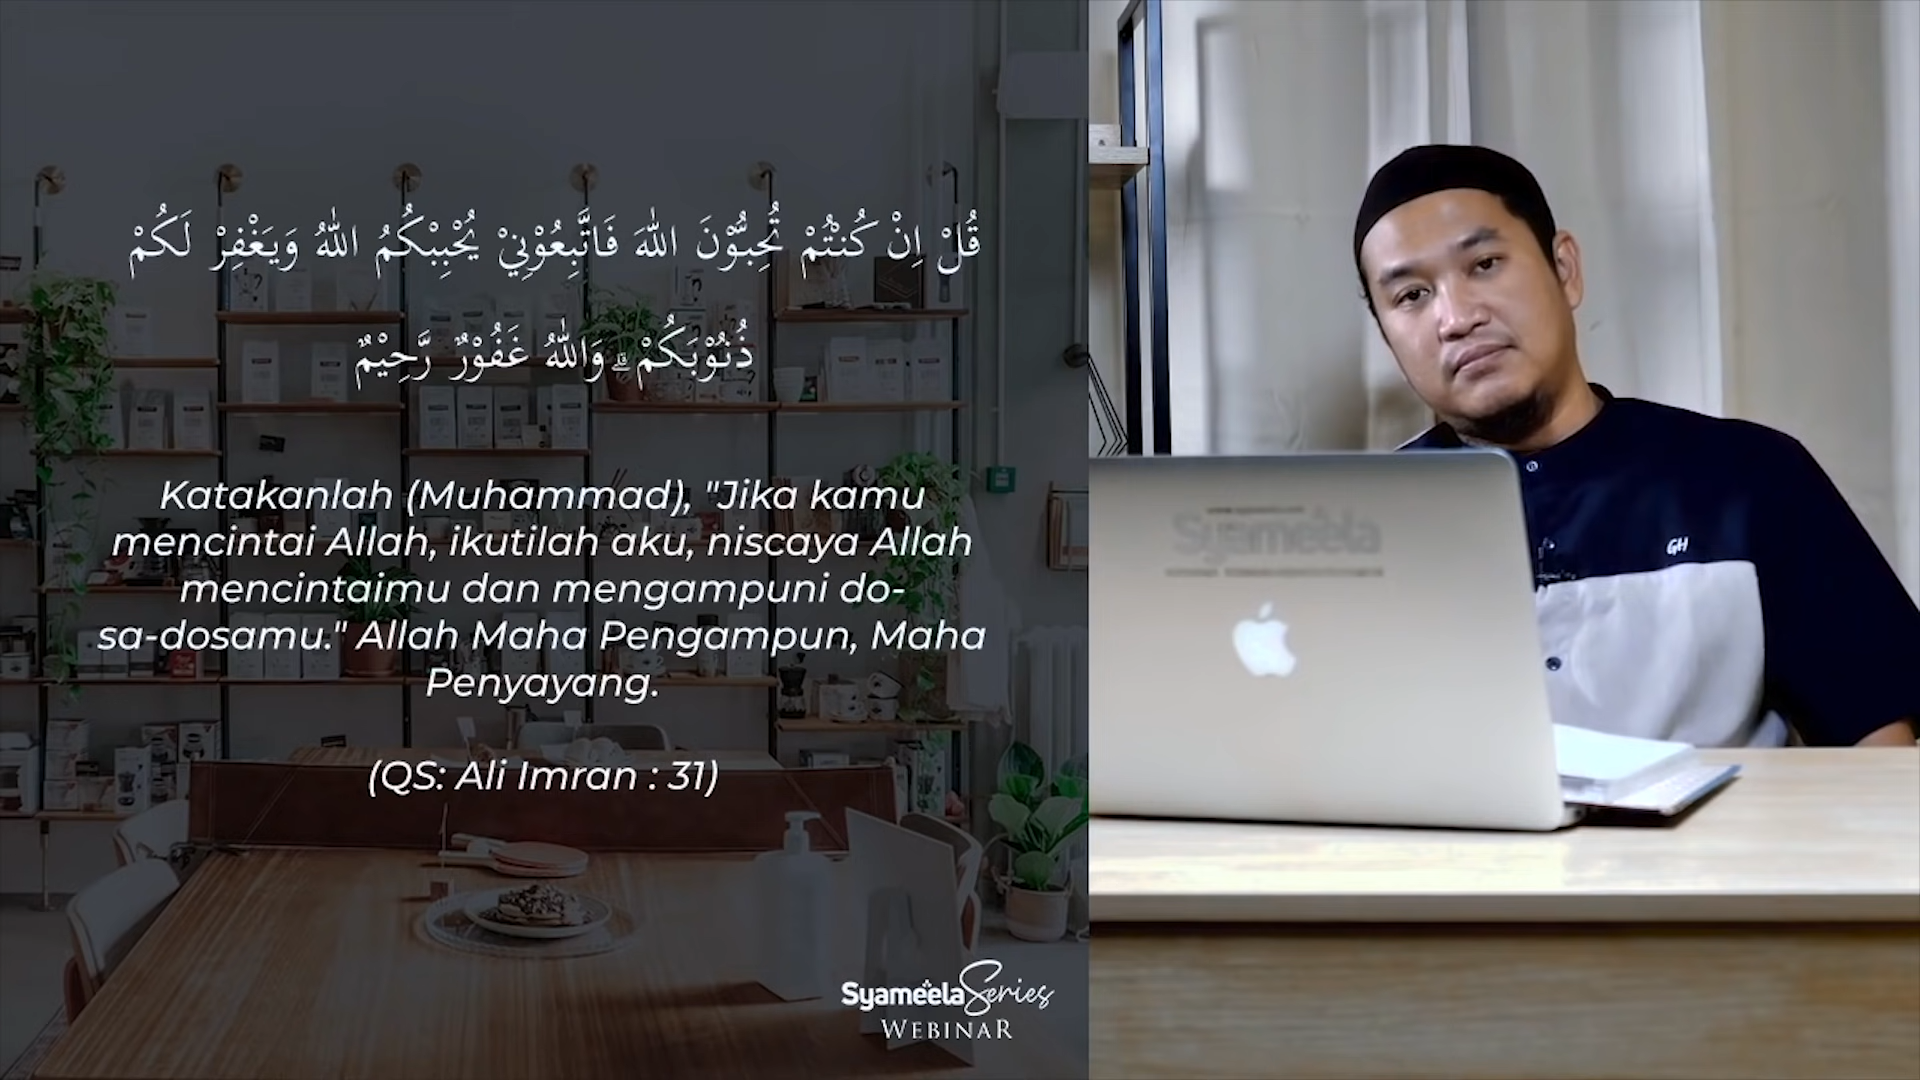 قُلْ اِنْ كُنْتُمْ تُحِبُّوْنَ اللّٰهَ فَاتَّبِعُوْنِيْ يُحْبِبْكُمُ اللّٰهُ وَيَغْفِرْ لَكُمْ
ذُنُوْبَكُمْ ۗ وَاللّٰهُ غَفُوْرٌ رَّحِيْمٌ
Katakanlah (Muhammad), "Jika kamu
mencintai Allah, ikutilah aku, niscaya Allah
mencintaimu dan mengampuni do-
sa-dosamu." Allah Maha Pengampun, Maha
Penyayang.
(QS: Ali Imran : 31)
Syameela Series
WEBINAR
Syameela
GH